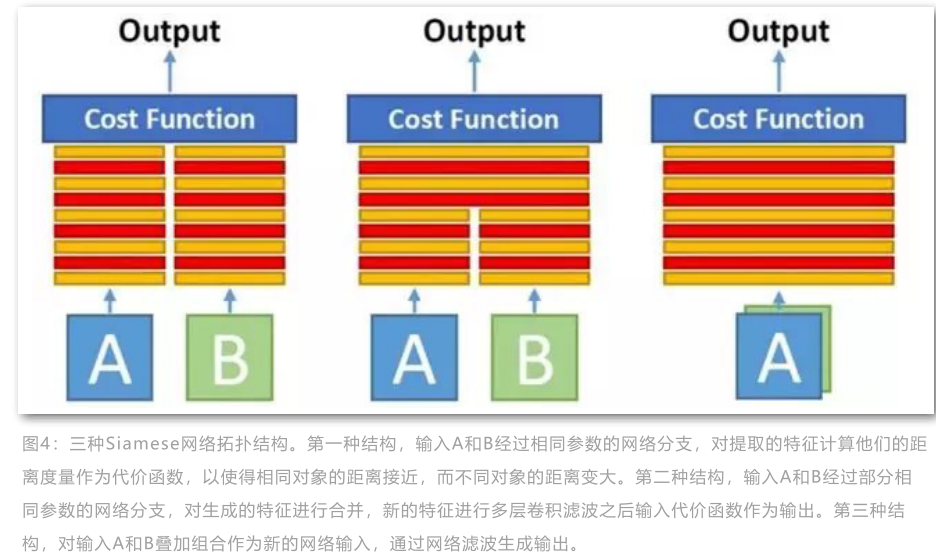 Output Output Output
Cost Function Cost Function Cost Function
A B A B A
图4：三种Siamese网络拓扑结构。第一种结构，输入A和B经过相同参数的网络分支，对提取的特征计算他们的距
离度量作为代价函数，以使得相同对象的距离接近，而不同对象的距离变大。第二种结构，输入A和B经过部分相
同参数的网络分支，对生成的特征进行合并，新的特征进行多层卷积滤波之后输入代价函数作为输出。第三种结
构，对输入A和B叠加组合作为新的网络输入，通过网络滤波生成输出。